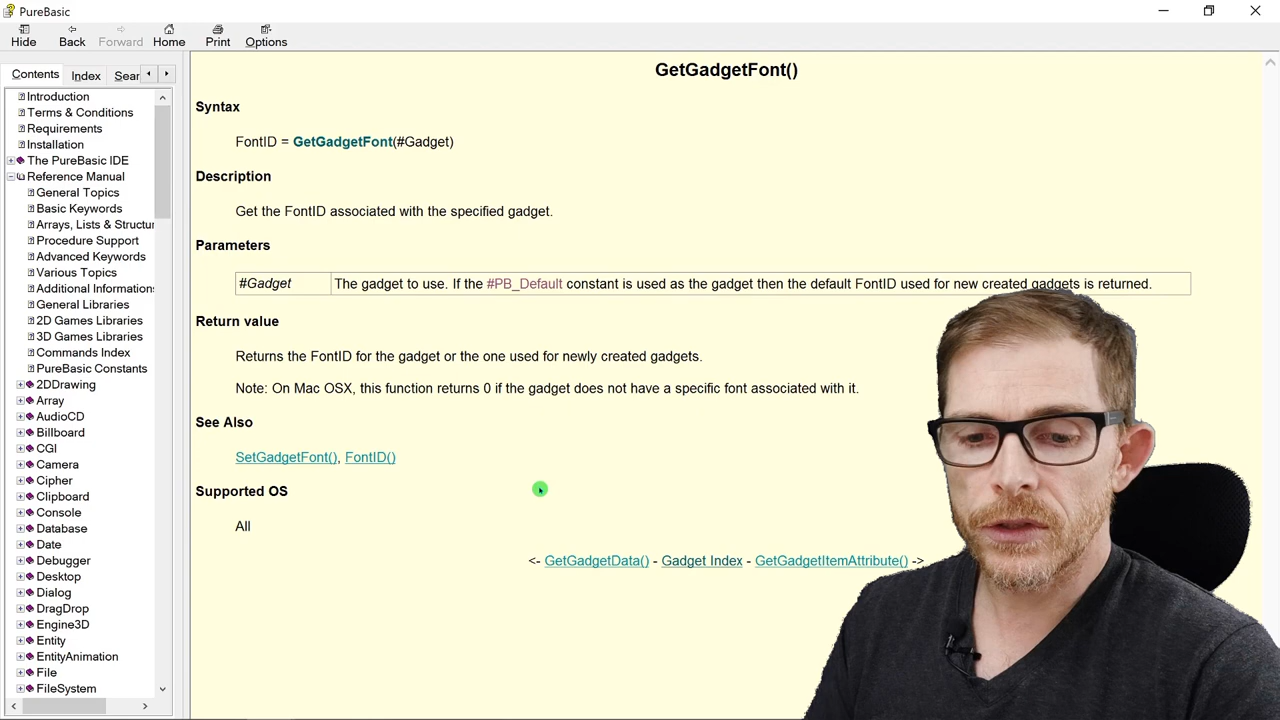 PureBasic
Hide Back Forward Home Print Options
Contents Index Sear
GetGadgetFont()
Introduction
Terms & Conditions
Requirements
Installation
The PureBasic IDE
Reference Manual
General Topics
Basic Keywords
Arrays, Lists & Structur
Procedure Support
Advanced Keywords
Various Topics
Additional Informations
General Libraries
2D Games Libraries
3D Games Libraries
Commands Index
PureBasic Constants
2DDrawing
Array
AudioCD
Billboard
CGI
Camera
Cipher
Clipboard
Console
Database
Date
Debugger
Desktop
Dialog
DragDrop
Engine3D
Entity
EntityAnimation
File
FileSystem
Syntax
FontID = GetGadgetFont(#Gadget)
Description
Get the FontID associated with the specified gadget.
Parameters
#Gadget The gadget to use. If the #PB_Default constant is used as the gadget then the default FontID used for new created gadgets is returned.
Return value
Returns the FontID for the gadget or the one used for newly created gadgets.
Note: On Mac OSX, this function returns 0 if the gadget does not have a specific font associated with it.
See Also
SetGadgetFont(), FontID()
Supported OS
All
<- GetGadgetData() - Gadget Index - GetGadgetItemAttribute() ->